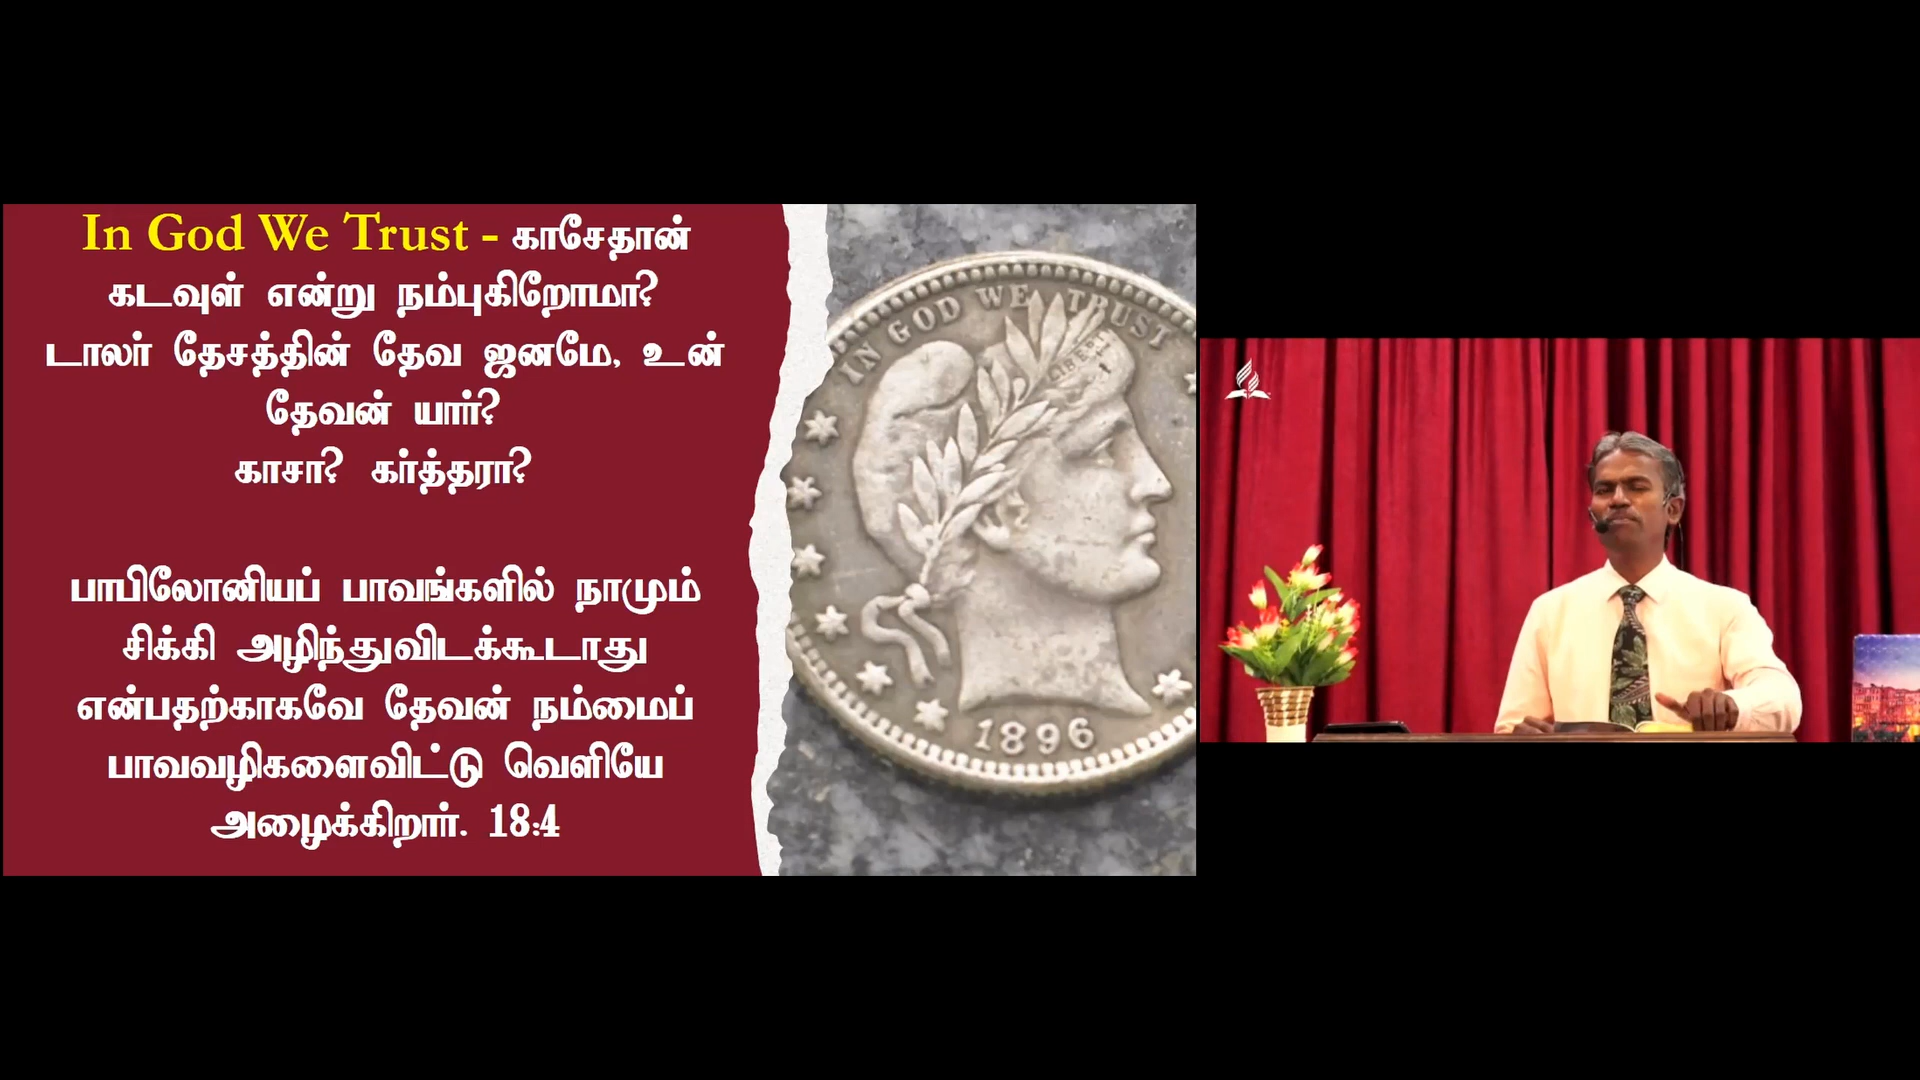 In God We Trust - காசேதான்
கடவுள் என்று நம்புகிறோமா?
டாலர் தேசத்தின் தேவ ஜனமே, உன்
தேவன் யார்?
காசா? கர்த்தரா?
பாபிலோனியப் பாவங்களில் நாமும்
சிக்கி அழிந்துவிடக்கூடாது
என்பதற்காகவே தேவன் நம்மைப்
பாவவழிகளைவிட்டு வெளியே
அழைக்கிறார். 18:4
IN GOD WE TRUST
LIBERTY
1896